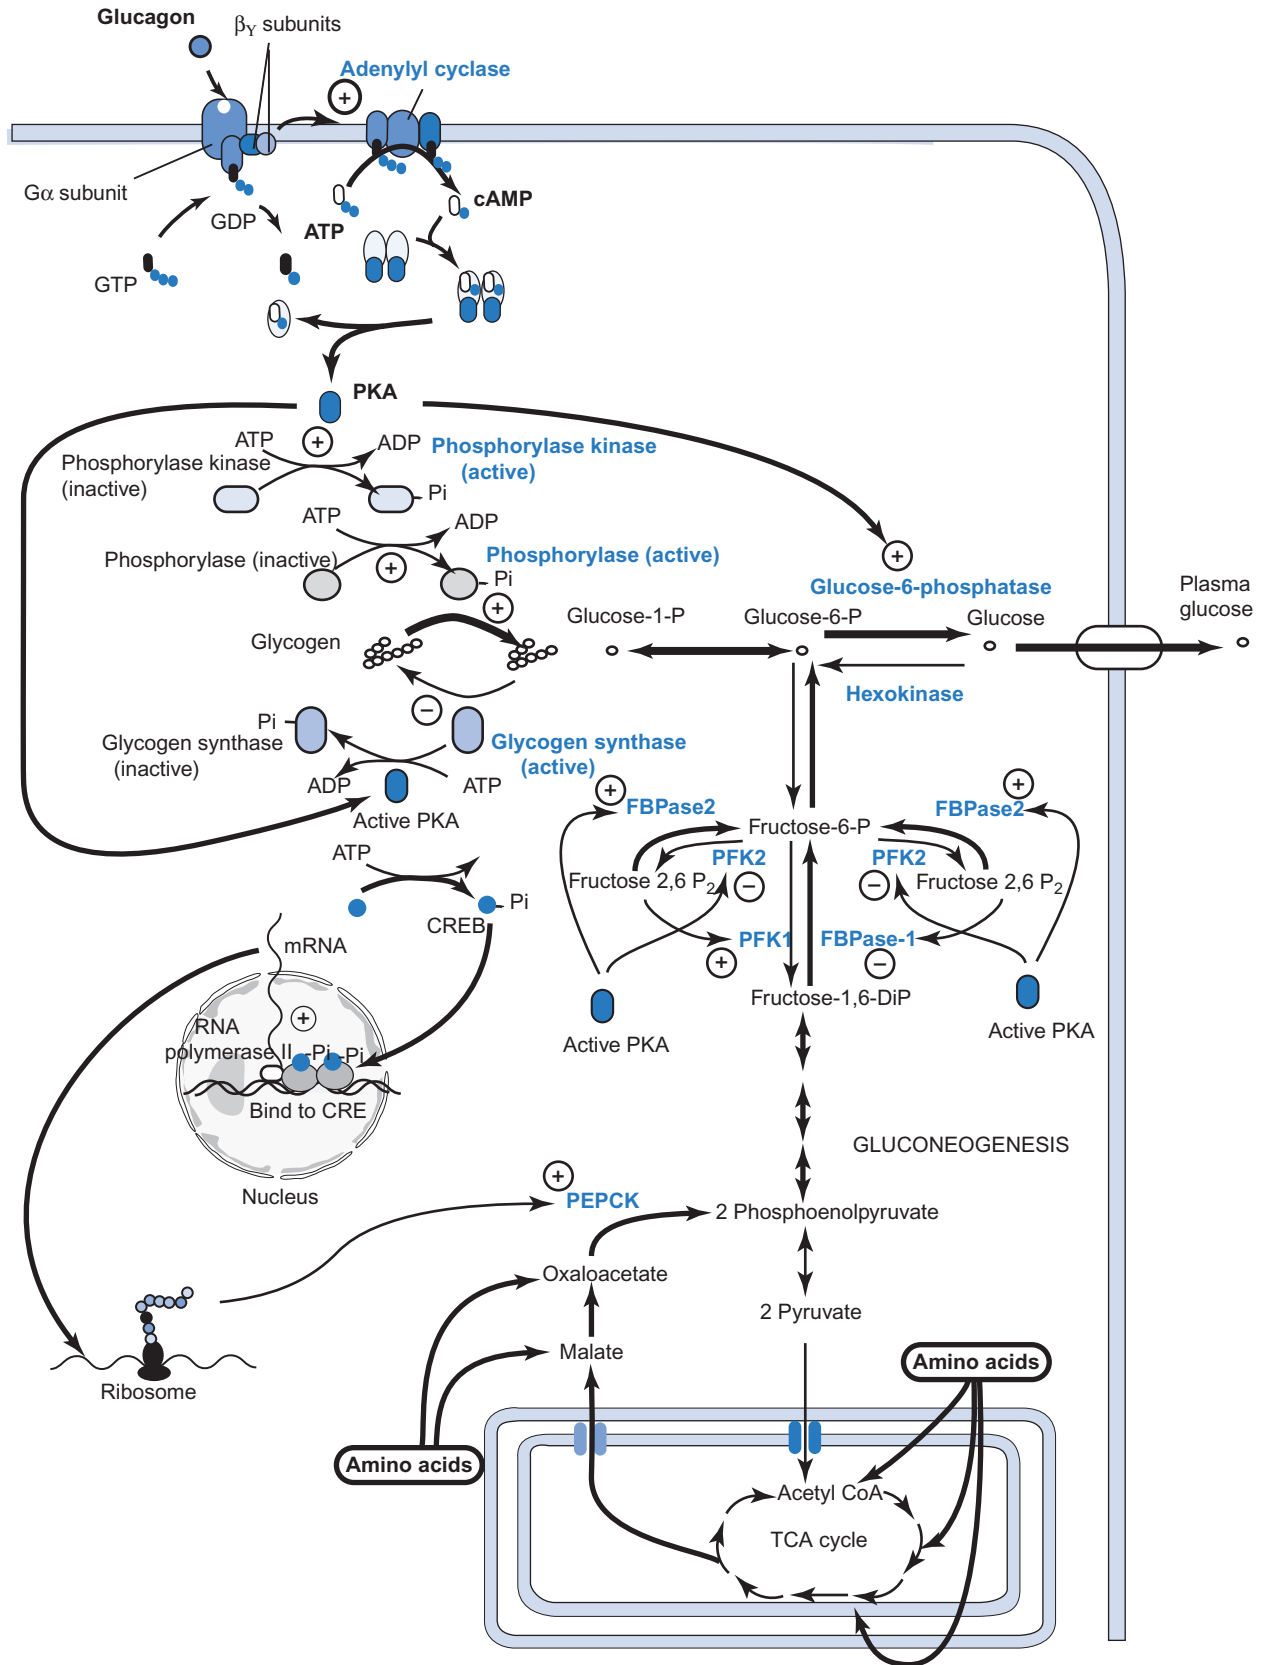 Glucagon
βY subunits
Adenylyl cyclase
+
Gα subunit
GDP
ATP
cAMP
GTP
PKA
ATP
+
ADP
Phosphorylase kinase
(active)
Phosphorylase kinase
(inactive)
Pi
ATP
ADP
Phosphorylase (inactive)
+
Phosphorylase (active)
Pi
+
+
Glucose-6-phosphatase
Plasma
glucose
Glycogen
Glucose-1-P
Glucose-6-P
Glucose
Hexokinase
−
Pi
Glycogen synthase
(inactive)
Glycogen synthase
(active)
ADP
ATP
Active PKA
+
FBPase2
+
FBPase2
Fructose-6-P
PFK2
−
PFK2
−
Fructose 2,6 P2
Fructose 2,6 P2
PFK1
+
FBPase-1
−
Fructose-1,6-DiP
Active PKA
Active PKA
ATP
Pi
CREB
mRNA
+
RNA
polymerase II
-Pi
-Pi
Bind to CRE
Nucleus
GLUCONEOGENESIS
+
PEPCK
2 Phosphoenolpyruvate
Oxaloacetate
2 Pyruvate
Malate
Ribosome
Amino acids
Amino acids
Acetyl CoA
TCA cycle